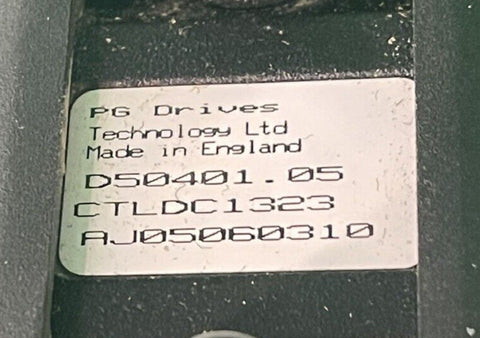 PG Drives
Technology Ltd
Made in England
D50401.05
CTLDC1323
AJ05060310